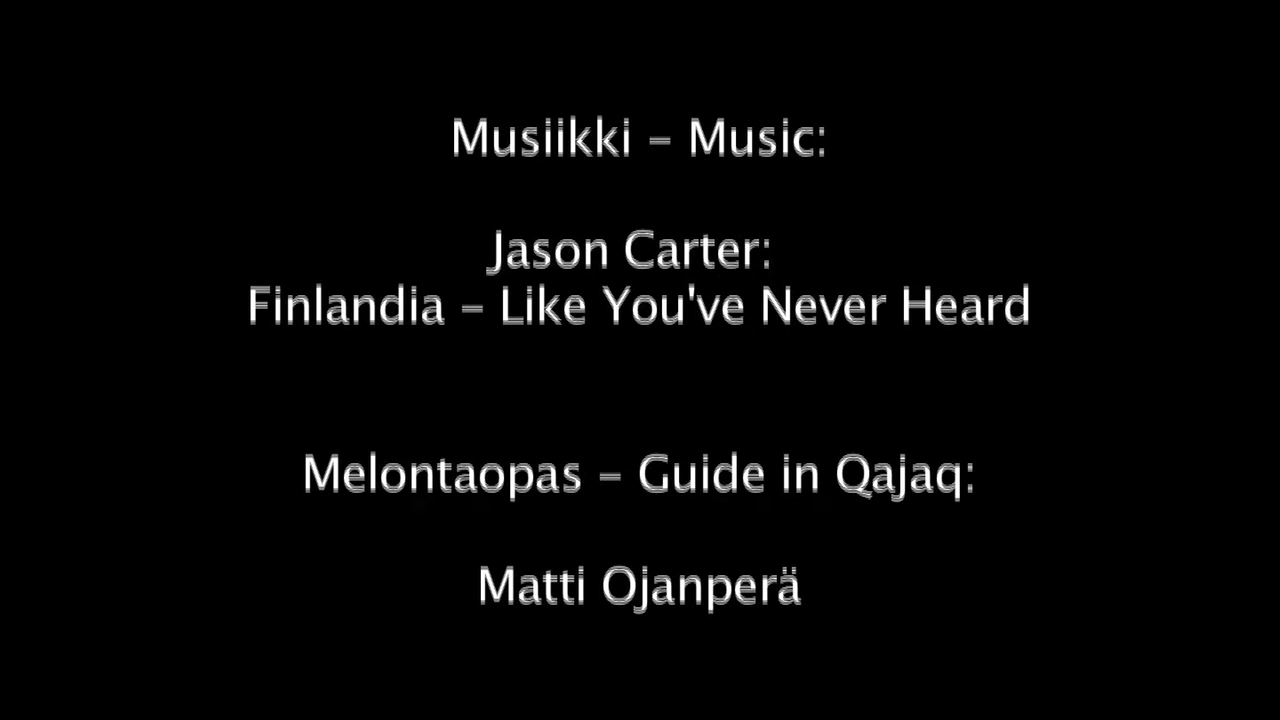 Musiikki - Music:
Jason Carter:
Finlandia - Like You've Never Heard
Melontaopas - Guide in Qajaq:
Matti Ojanperä